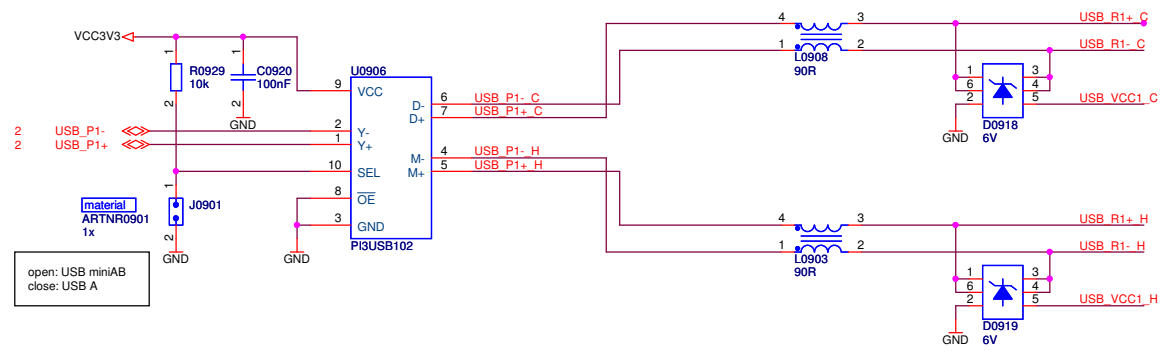 VCC3V3
1
2
R0929
10k
1
2
C0920
100nF
GND
2 USB_P1-
2 USB_P1+
U0906
9 VCC
2 Y-
1 Y+
10 SEL
8 OE
3 GND
D- 6 USB_P1-_C
D+ 7 USB_P1+_C
M- 4 USB_P1-_H
M+ 5 USB_P1+_H
PI3USB102
GND
1
2
J0901
GND
material
ARTNR0901
1x
open: USB miniAB
close: USB A
4 3
1 2
L0908
90R
USB_R1+_C
USB_R1-_C
1 3
6 4
2 5
USB_VCC1_C
GND
D0918
6V
4 3
1 2
L0903
90R
USB_R1+_H
USB_R1-_H
1 3
6 4
2 5
USB_VCC1_H
GND
D0919
6V